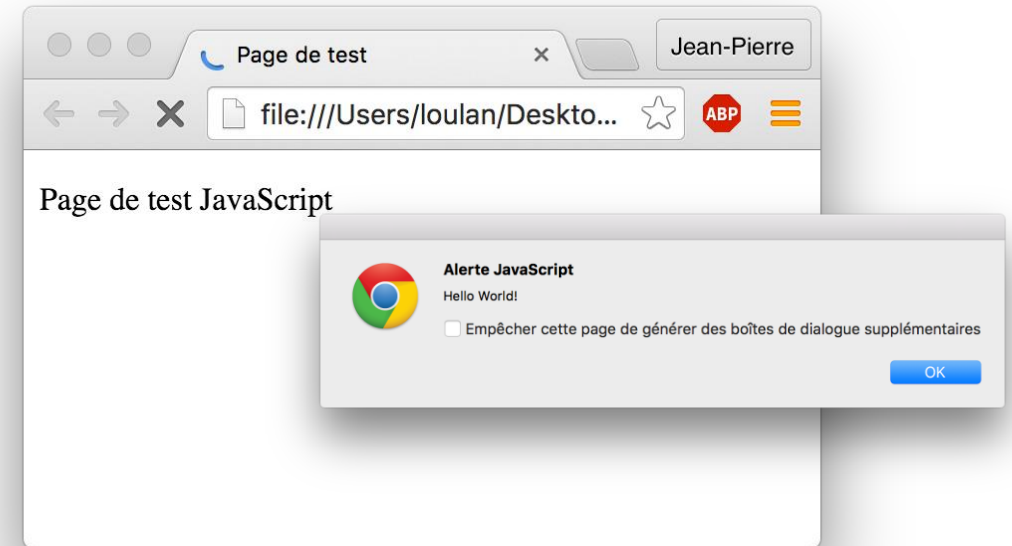 Page de test
Jean-Pierre
file:///Users/loulan/Deskto...
ABP
Page de test JavaScript
Alerte JavaScript
Hello World!
Empêcher cette page de générer des boîtes de dialogue supplémentaires
OK